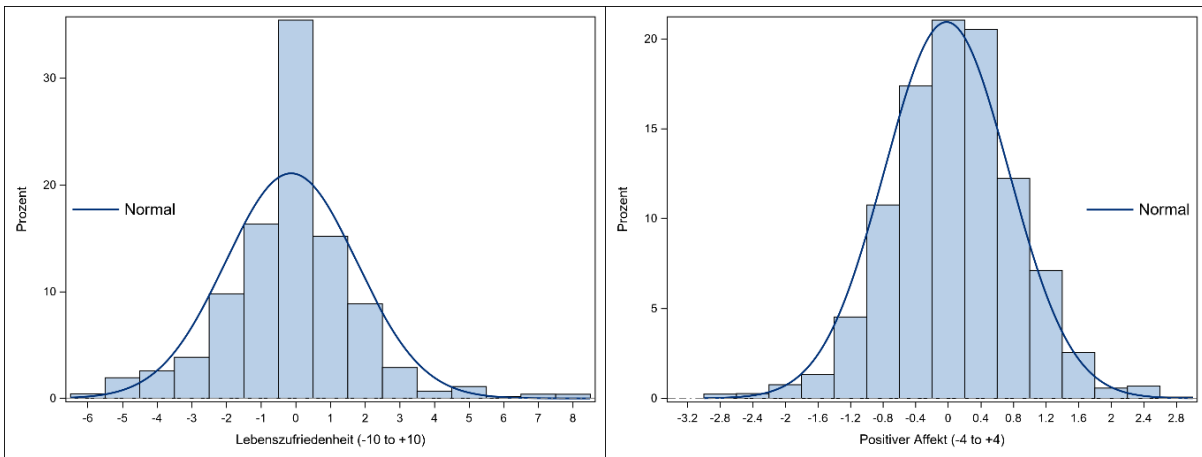 30
20
10
0
Prozent
Normal
-6 -5 -4 -3 -2 -1 0 1 2 3 4 5 6 7 8
Lebenszufriedenheit (-10 to +10)
20
15
10
5
0
Prozent
Normal
-3.2 -2.8 -2.4 -2 -1.6 -1.2 -0.8 -0.4 0 0.4 0.8 1.2 1.6 2 2.4 2.8
Positiver Affekt (-4 to +4)